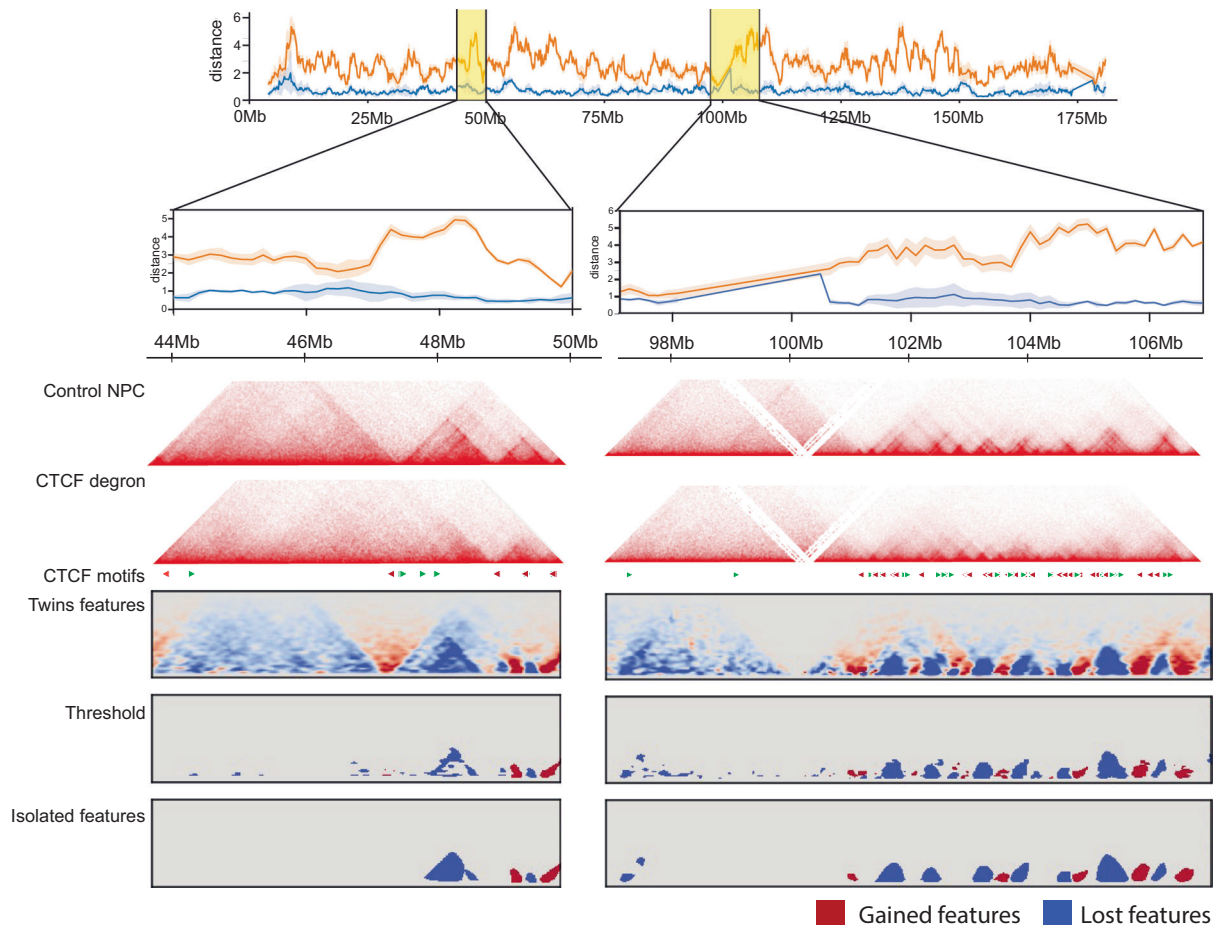 distance
6
4
2
0
0Mb 25Mb 50Mb 75Mb 100Mb 125Mb 150Mb 175Mb
distance
5
4
3
2
1
0
distance
6
5
4
3
2
1
0
44Mb 46Mb 48Mb 50Mb
98Mb 100Mb 102Mb 104Mb 106Mb
Control NPC
CTCF degron
CTCF motifs
Twins features
Threshold
Isolated features
Gained features Lost features